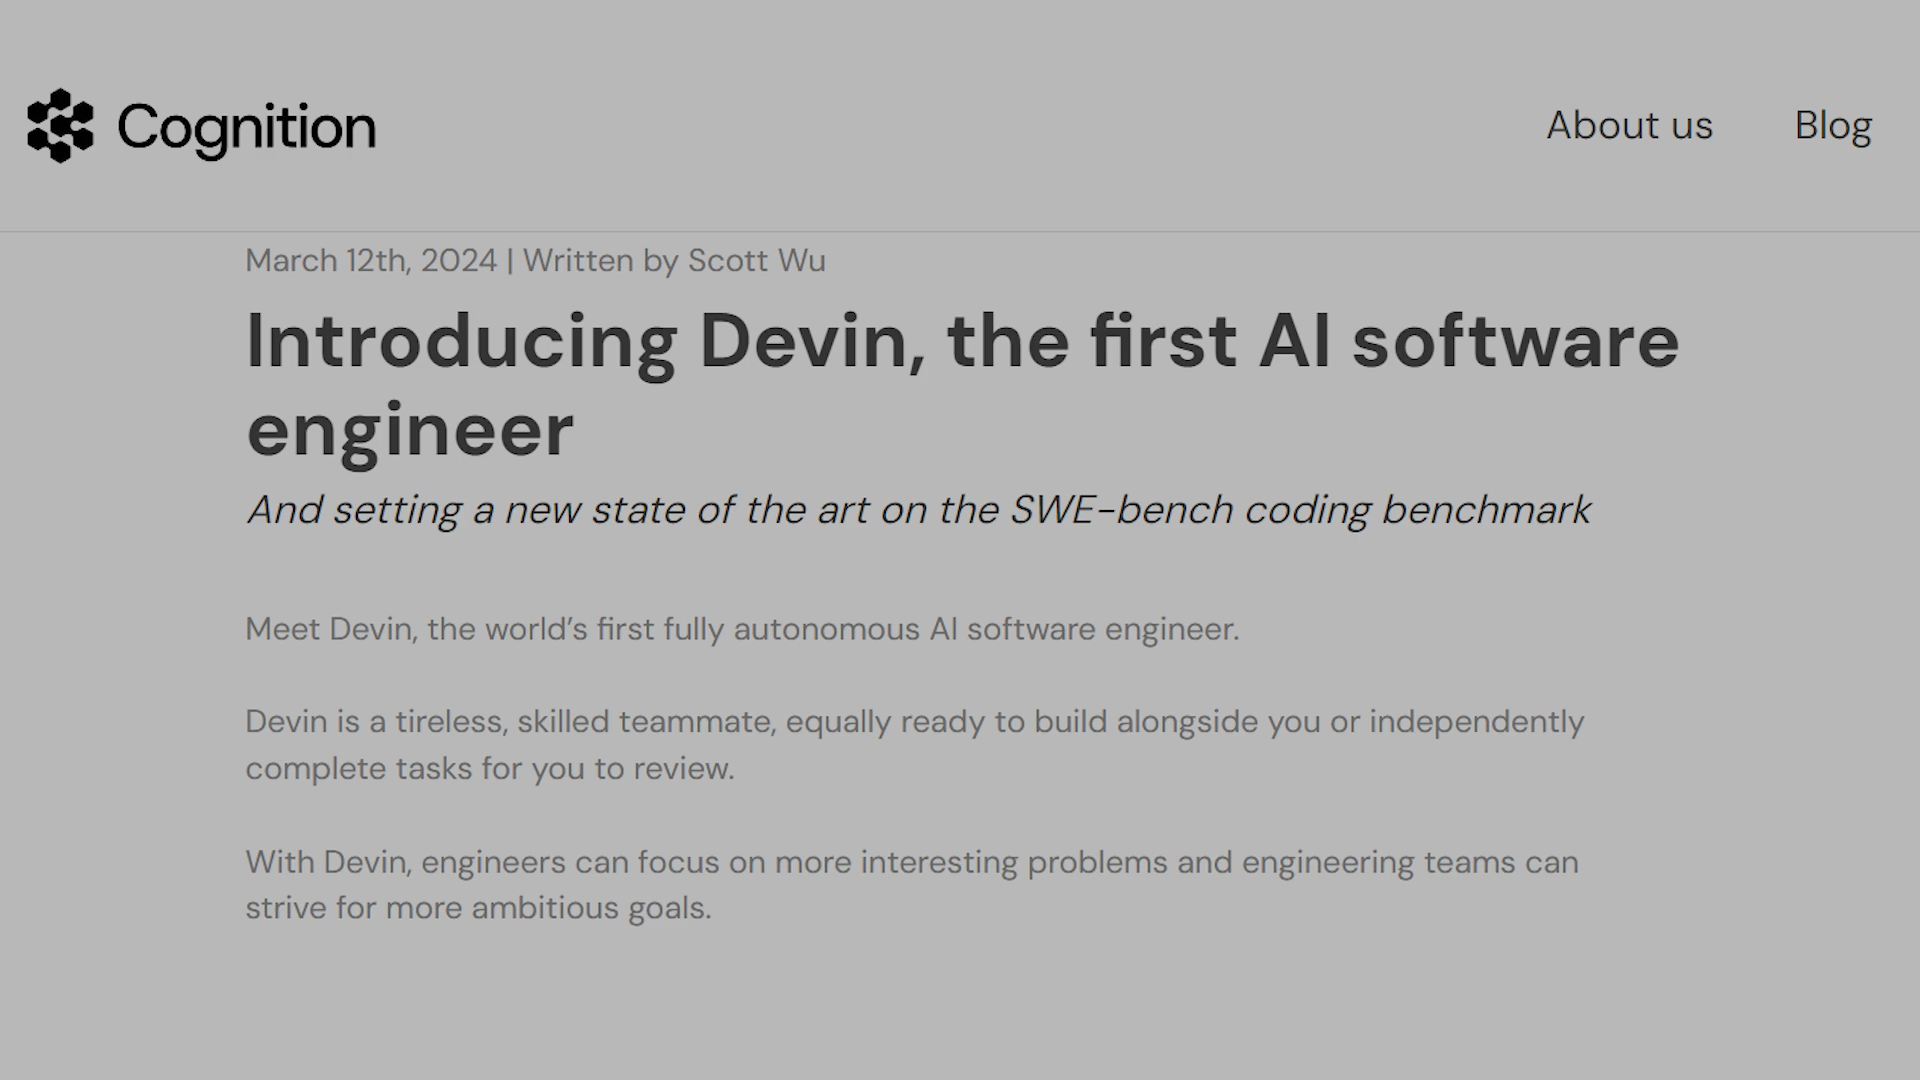 Cognition
About us
Blog
March 12th, 2024 | Written by Scott Wu
Introducing Devin, the first AI software
engineer
And setting a new state of the art on the SWE-bench coding benchmark
Meet Devin, the world’s first fully autonomous AI software engineer.
Devin is a tireless, skilled teammate, equally ready to build alongside you or independently
complete tasks for you to review.
With Devin, engineers can focus on more interesting problems and engineering teams can
strive for more ambitious goals.